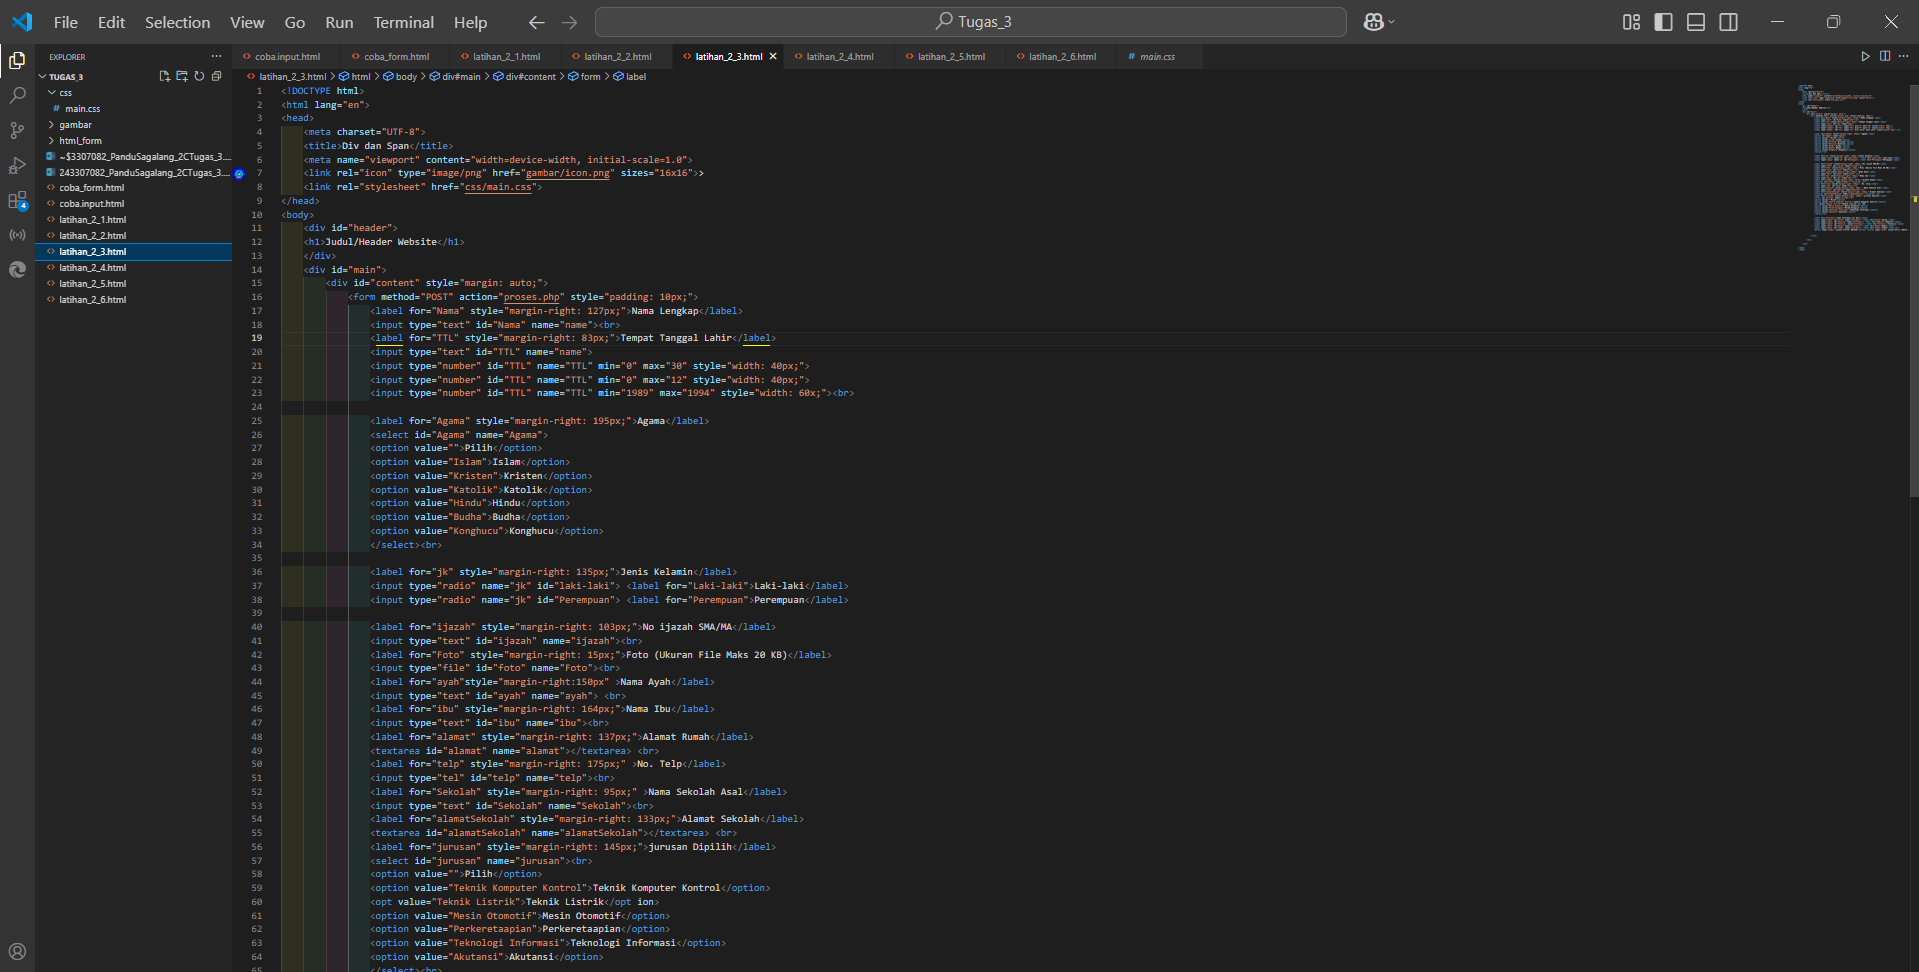 File Edit Selection View Go Run Terminal Help
Tugas_3
EXPLORER
TUGAS_3
css
# main.css
gambar
html_form
~$3307082_PanduSagalang_2CTugas_3....
243307082_PanduSagalang_2CTugas_3....
coba_form.html
coba.input.html
latihan_2_1.html
latihan_2_2.html
latihan_2_3.html
latihan_2_4.html
latihan_2_5.html
latihan_2_6.html
4
coba.input.html coba_form.html latihan_2_1.html latihan_2_2.html latihan_2_3.html latihan_2_4.html latihan_2_5.html latihan_2_6.html # main.css
latihan_2_3.html > html > body > div#main > div#content > form > label
1 <!DOCTYPE html>
2 <html lang="en">
3 <head>
4 <meta charset="UTF-8">
5 <title>Div dan Span</title>
6 <meta name="viewport" content="width=device-width, initial-scale=1.0">
7 <link rel="icon" type="image/png" href="gambar/icon.png" sizes="16x16">>
8 <link rel="stylesheet" href="css/main.css">
9 </head>
10 <body>
11 <div id="header">
12 <h1>Judul/Header Website</h1>
13 </div>
14 <div id="main">
15 <div id="content" style="margin: auto;">
16 <form method="POST" action="proses.php" style="padding: 10px;">
17 <label for="Nama" style="margin-right: 127px;">Nama Lengkap</label>
18 <input type="text" id="Nama" name="name"><br>
19 <label for="TTL" style="margin-right: 83px;">Tempat Tanggal Lahir</label>
20 <input type="text" id="TTL" name="name">
21 <input type="number" id="TTL" name="TTL" min="0" max="30" style="width: 40px;">
22 <input type="number" id="TTL" name="TTL" min="0" max="12" style="width: 40px;">
23 <input type="number" id="TTL" name="TTL" min="1989" max="1994" style="width: 60x;"><br>
24
25 <label for="Agama" style="margin-right: 195px;">Agama</label>
26 <select id="Agama" name="Agama">
27 <option value="">Pilih</option>
28 <option value="Islam">Islam</option>
29 <option value="Kristen">Kristen</option>
30 <option value="Katolik">Katolik</option>
31 <option value="Hindu">Hindu</option>
32 <option value="Budha">Budha</option>
33 <option value="Konghucu">Konghucu</option>
34 </select><br>
35
36 <label for="jk" style="margin-right: 135px;">Jenis Kelamin</label>
37 <input type="radio" name="jk" id="laki-laki"> <label for="Laki-laki">Laki-laki</label>
38 <input type="radio" name="jk" id="Perempuan"> <label for="Perempuan">Perempuan</label>
39
40 <label for="ijazah" style="margin-right: 103px;">No ijazah SMA/MA</label>
41 <input type="text" id="ijazah" name="ijazah"><br>
42 <label for="Foto" style="margin-right: 15px;">Foto (Ukuran File Maks 20 KB)</label>
43 <input type="file" id="foto" name="Foto"><br>
44 <label for="ayah"style="margin-right:150px" >Nama Ayah</label>
45 <input type="text" id="ayah" name="ayah"> <br>
46 <label for="ibu" style="margin-right: 164px;">Nama Ibu</label>
47 <input type="text" id="ibu" name="ibu"><br>
48 <label for="alamat" style="margin-right: 137px;">Alamat Rumah</label>
49 <textarea id="alamat" name="alamat"></textarea> <br>
50 <label for="telp" style="margin-right: 175px;" >No. Telp</label>
51 <input type="tel" id="telp" name="telp"><br>
52 <label for="Sekolah" style="margin-right: 95px;" >Nama Sekolah Asal</label>
53 <input type="text" id="Sekolah" name="Sekolah"><br>
54 <label for="alamatSekolah" style="margin-right: 133px;">Alamat Sekolah</label>
55 <textarea id="alamatSekolah" name="alamatSekolah"></textarea> <br>
56 <label for="jurusan" style="margin-right: 145px;">jurusan Dipilih</label>
57 <select id="jurusan" name="jurusan"><br>
58 <option value="">Pilih</option>
59 <option value="Teknik Komputer Kontrol">Teknik Komputer Kontrol</option>
60 <opt value="Teknik Listrik">Teknik Listrik</opt ion>
61 <option value="Mesin Otomotif">Mesin Otomotif</option>
62 <option value="Perkeretaapian">Perkeretaapian</option>
63 <option value="Teknologi Informasi">Teknologi Informasi</option>
64 <option value="Akutansi">Akutansi</option>
65 </select><br>